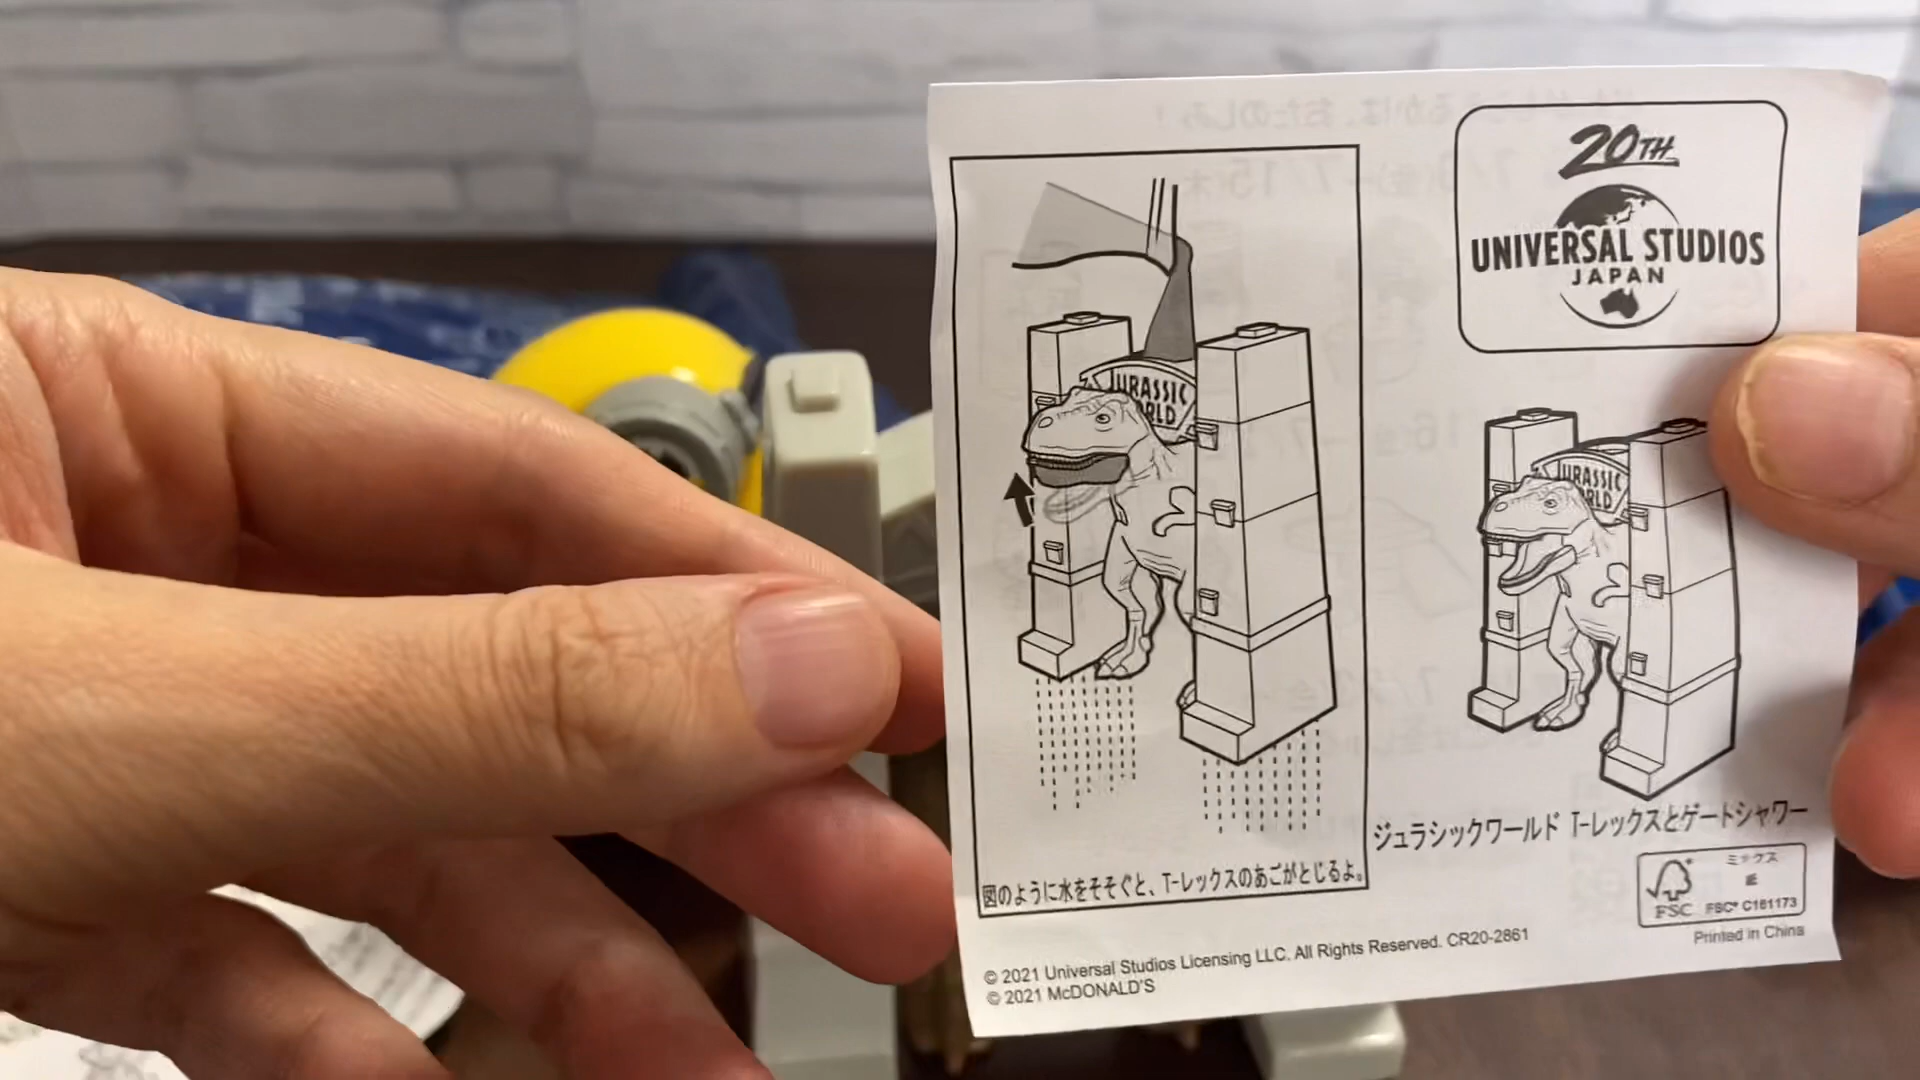 JURASSIC
WORLD
図のように水をそそぐと、T-レックスのあごがとじるよ。
20TH
UNIVERSAL STUDIOS
JAPAN
JURASSIC
WORLD
ジュラシックワールド T-レックスとゲートシャワー
ミックス
紙
FSC
FSC® C161173
Printed in China
© 2021 Universal Studios Licensing LLC. All Rights Reserved. CR20-2861
© 2021 McDONALD'S